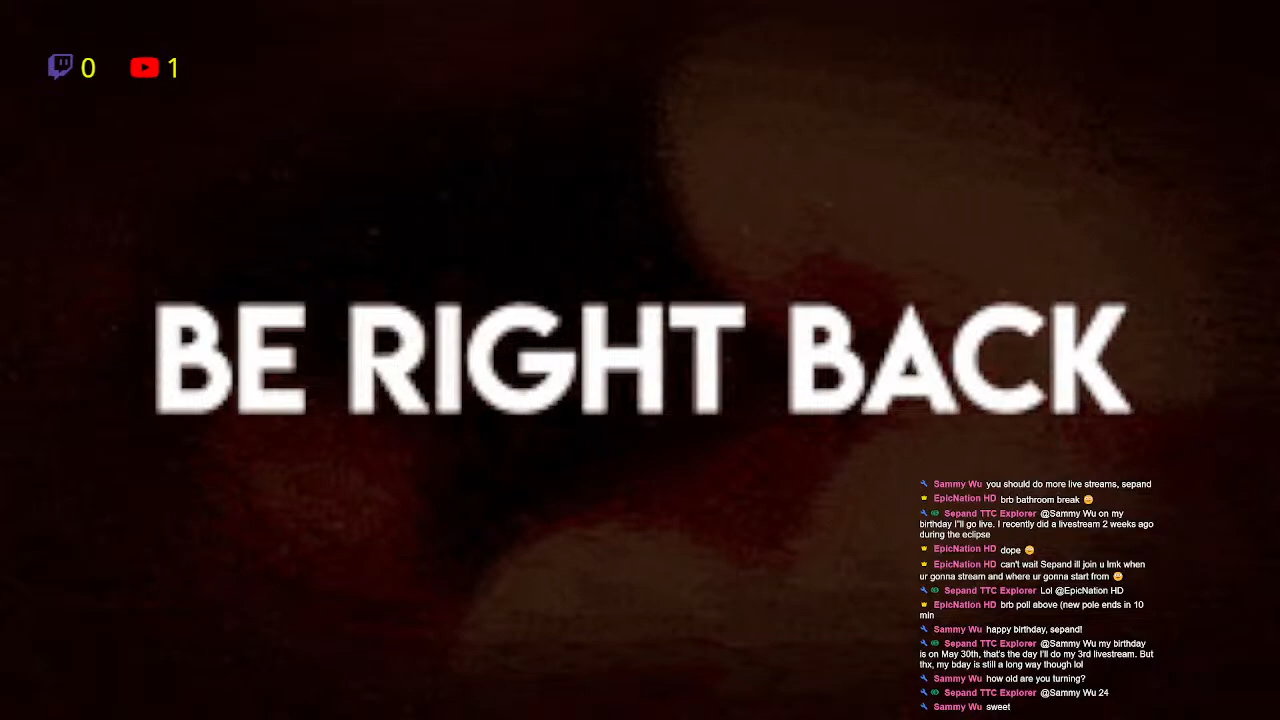 0 1
BE RIGHT BACK
Sammy Wu you should do more live streams, sepand
EpicNation HD brb bathroom break
Sepand TTC Explorer @Sammy Wu on my
birthday I"ll go live. I recently did a livestream 2 weeks ago
during the eclipse
EpicNation HD dope
EpicNation HD can't wait Sepand ill join u lmk when
ur gonna stream and where ur gonna start from
Sepand TTC Explorer Lol @EpicNation HD
EpicNation HD brb poll above (new pole ends in 10
min
Sammy Wu happy birthday, sepand!
Sepand TTC Explorer @Sammy Wu my birthday
is on May 30th, that's the day I'll do my 3rd livestream. But
thx, my bday is still a long way though lol
Sammy Wu how old are you turning?
Sepand TTC Explorer @Sammy Wu 24
Sammy Wu sweet